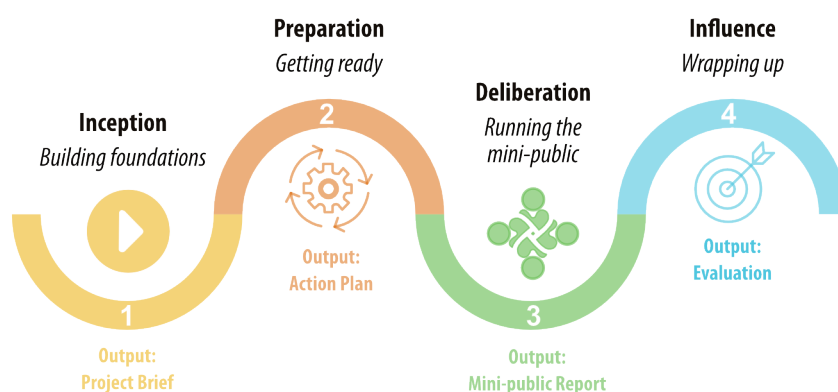 Inception
Building foundations
1
Output:
Project Brief
Preparation
Getting ready
2
Output:
Action Plan
Deliberation
Running the
mini-public
3
Output:
Mini-public Report
Influence
Wrapping up
4
Output:
Evaluation